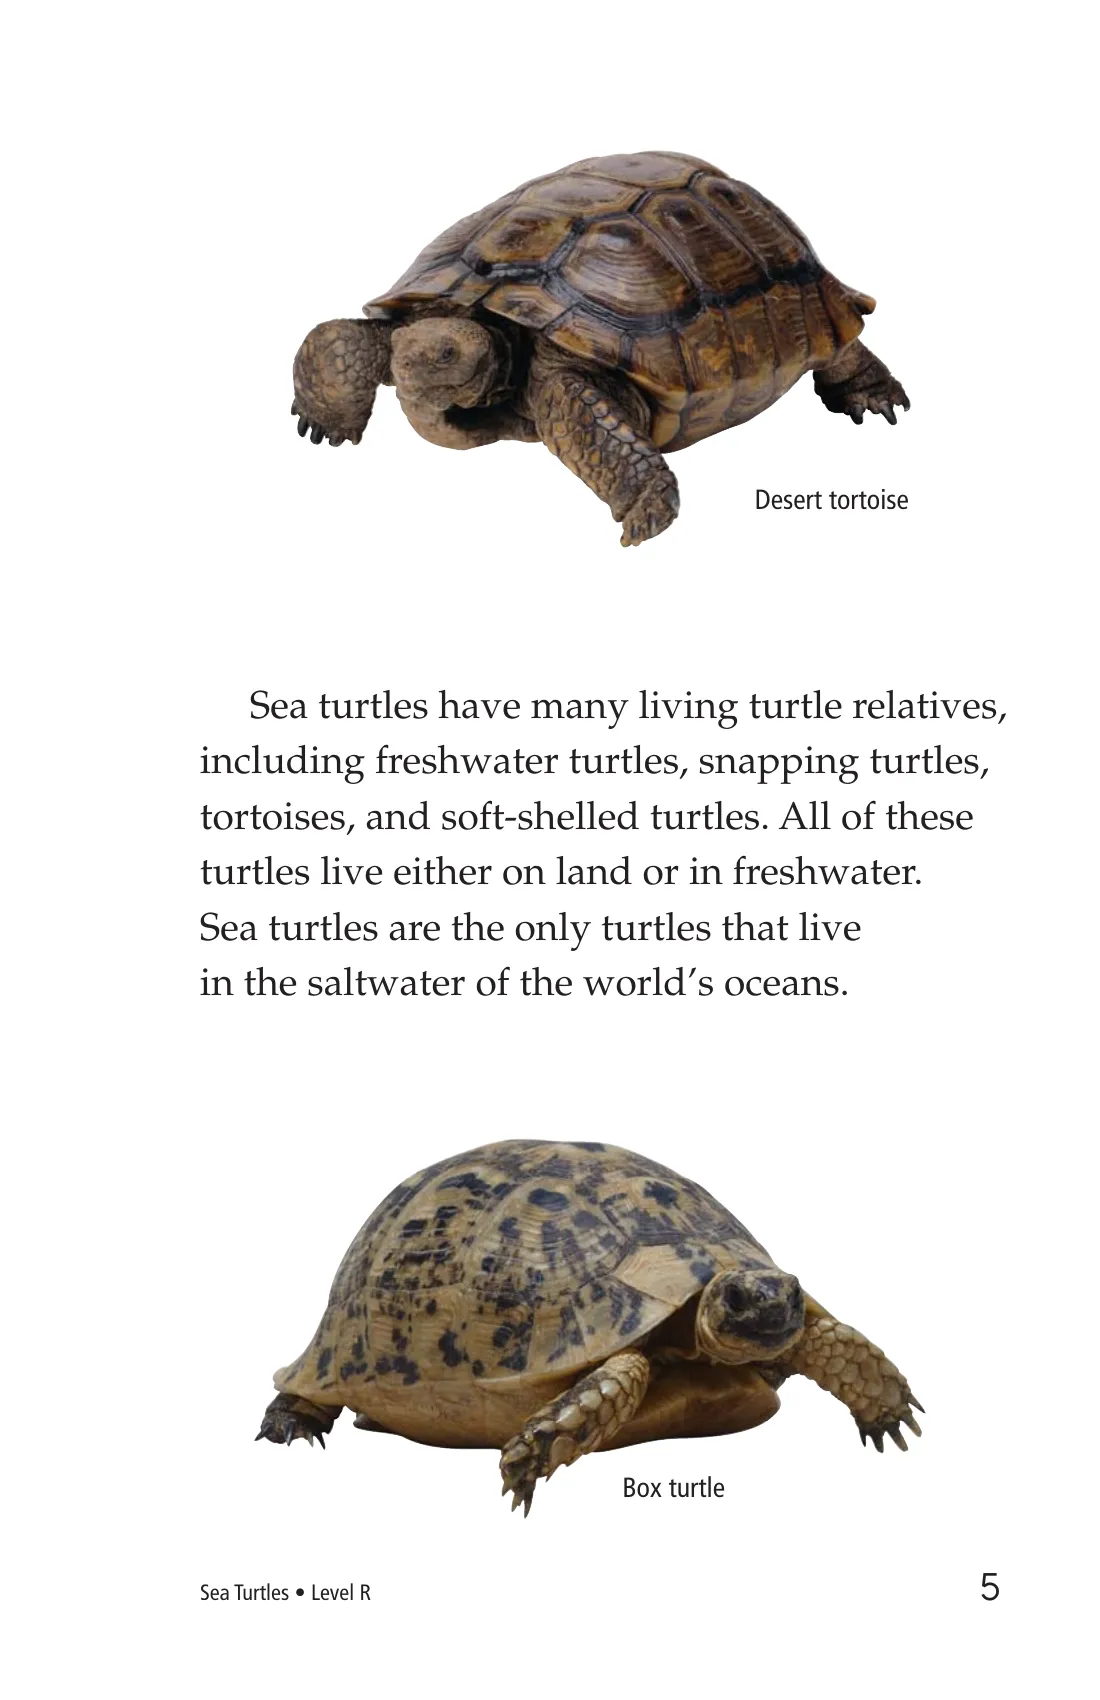 Desert tortoise
Sea turtles have many living turtle relatives,
including freshwater turtles, snapping turtles,
tortoises, and soft-shelled turtles. All of these
turtles live either on land or in freshwater.
Sea turtles are the only turtles that live
in the saltwater of the world’s oceans.
Box turtle
Sea Turtles • Level R
5